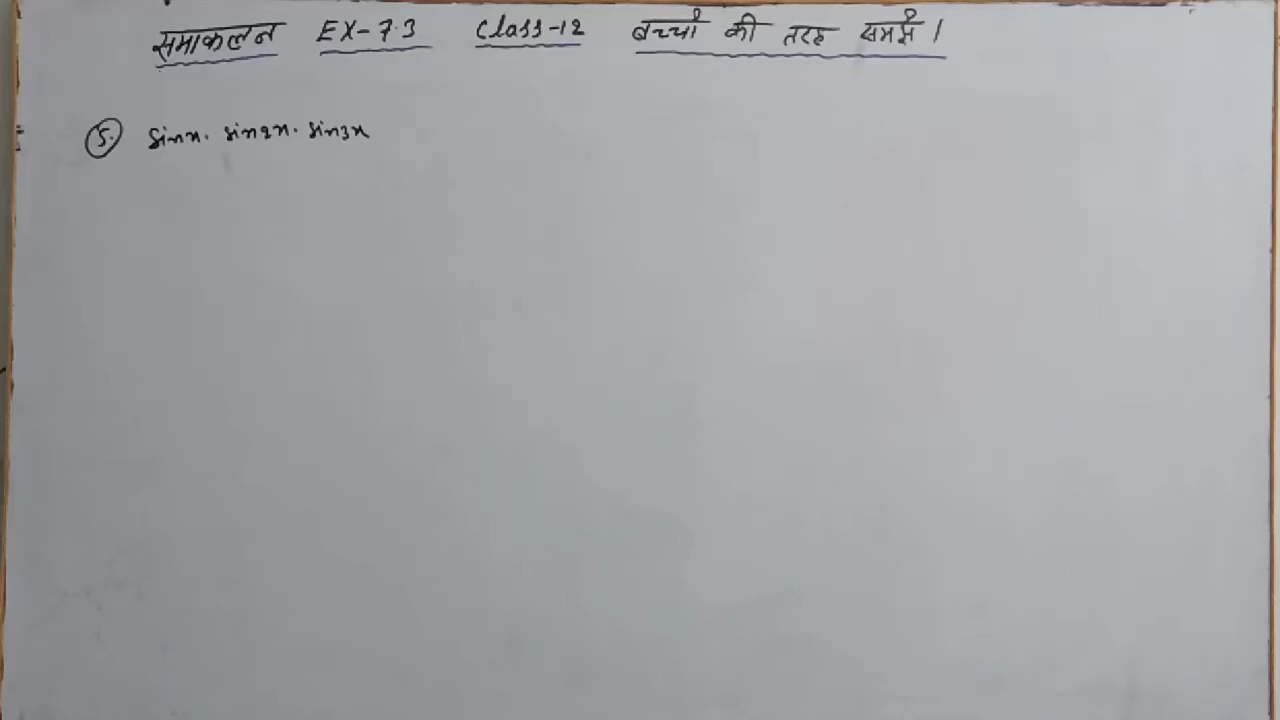 समाकलन EX-7.3 Class-12 बच्चों की तरह समझें।
5. sinx. sin2x. sin3x